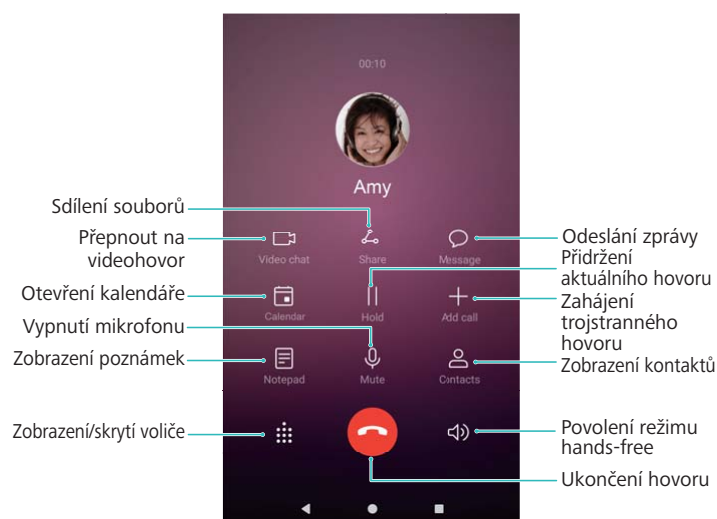 00:10
Amy
Sdílení souborů
Přepnout na
videohovor
Otevření kalendáře
Vypnutí mikrofonu
Zobrazení poznámek
Zobrazení/skrytí voliče
Video chat
Share
Message
Calendar
Hold
Add call
Notepad
Mute
Contacts
Odeslání zprávy
Přidržení
aktuálního hovoru
Zahájení
trojstranného
hovoru
Zobrazení kontaktů
Povolení režimu
hands-free
Ukončení hovoru